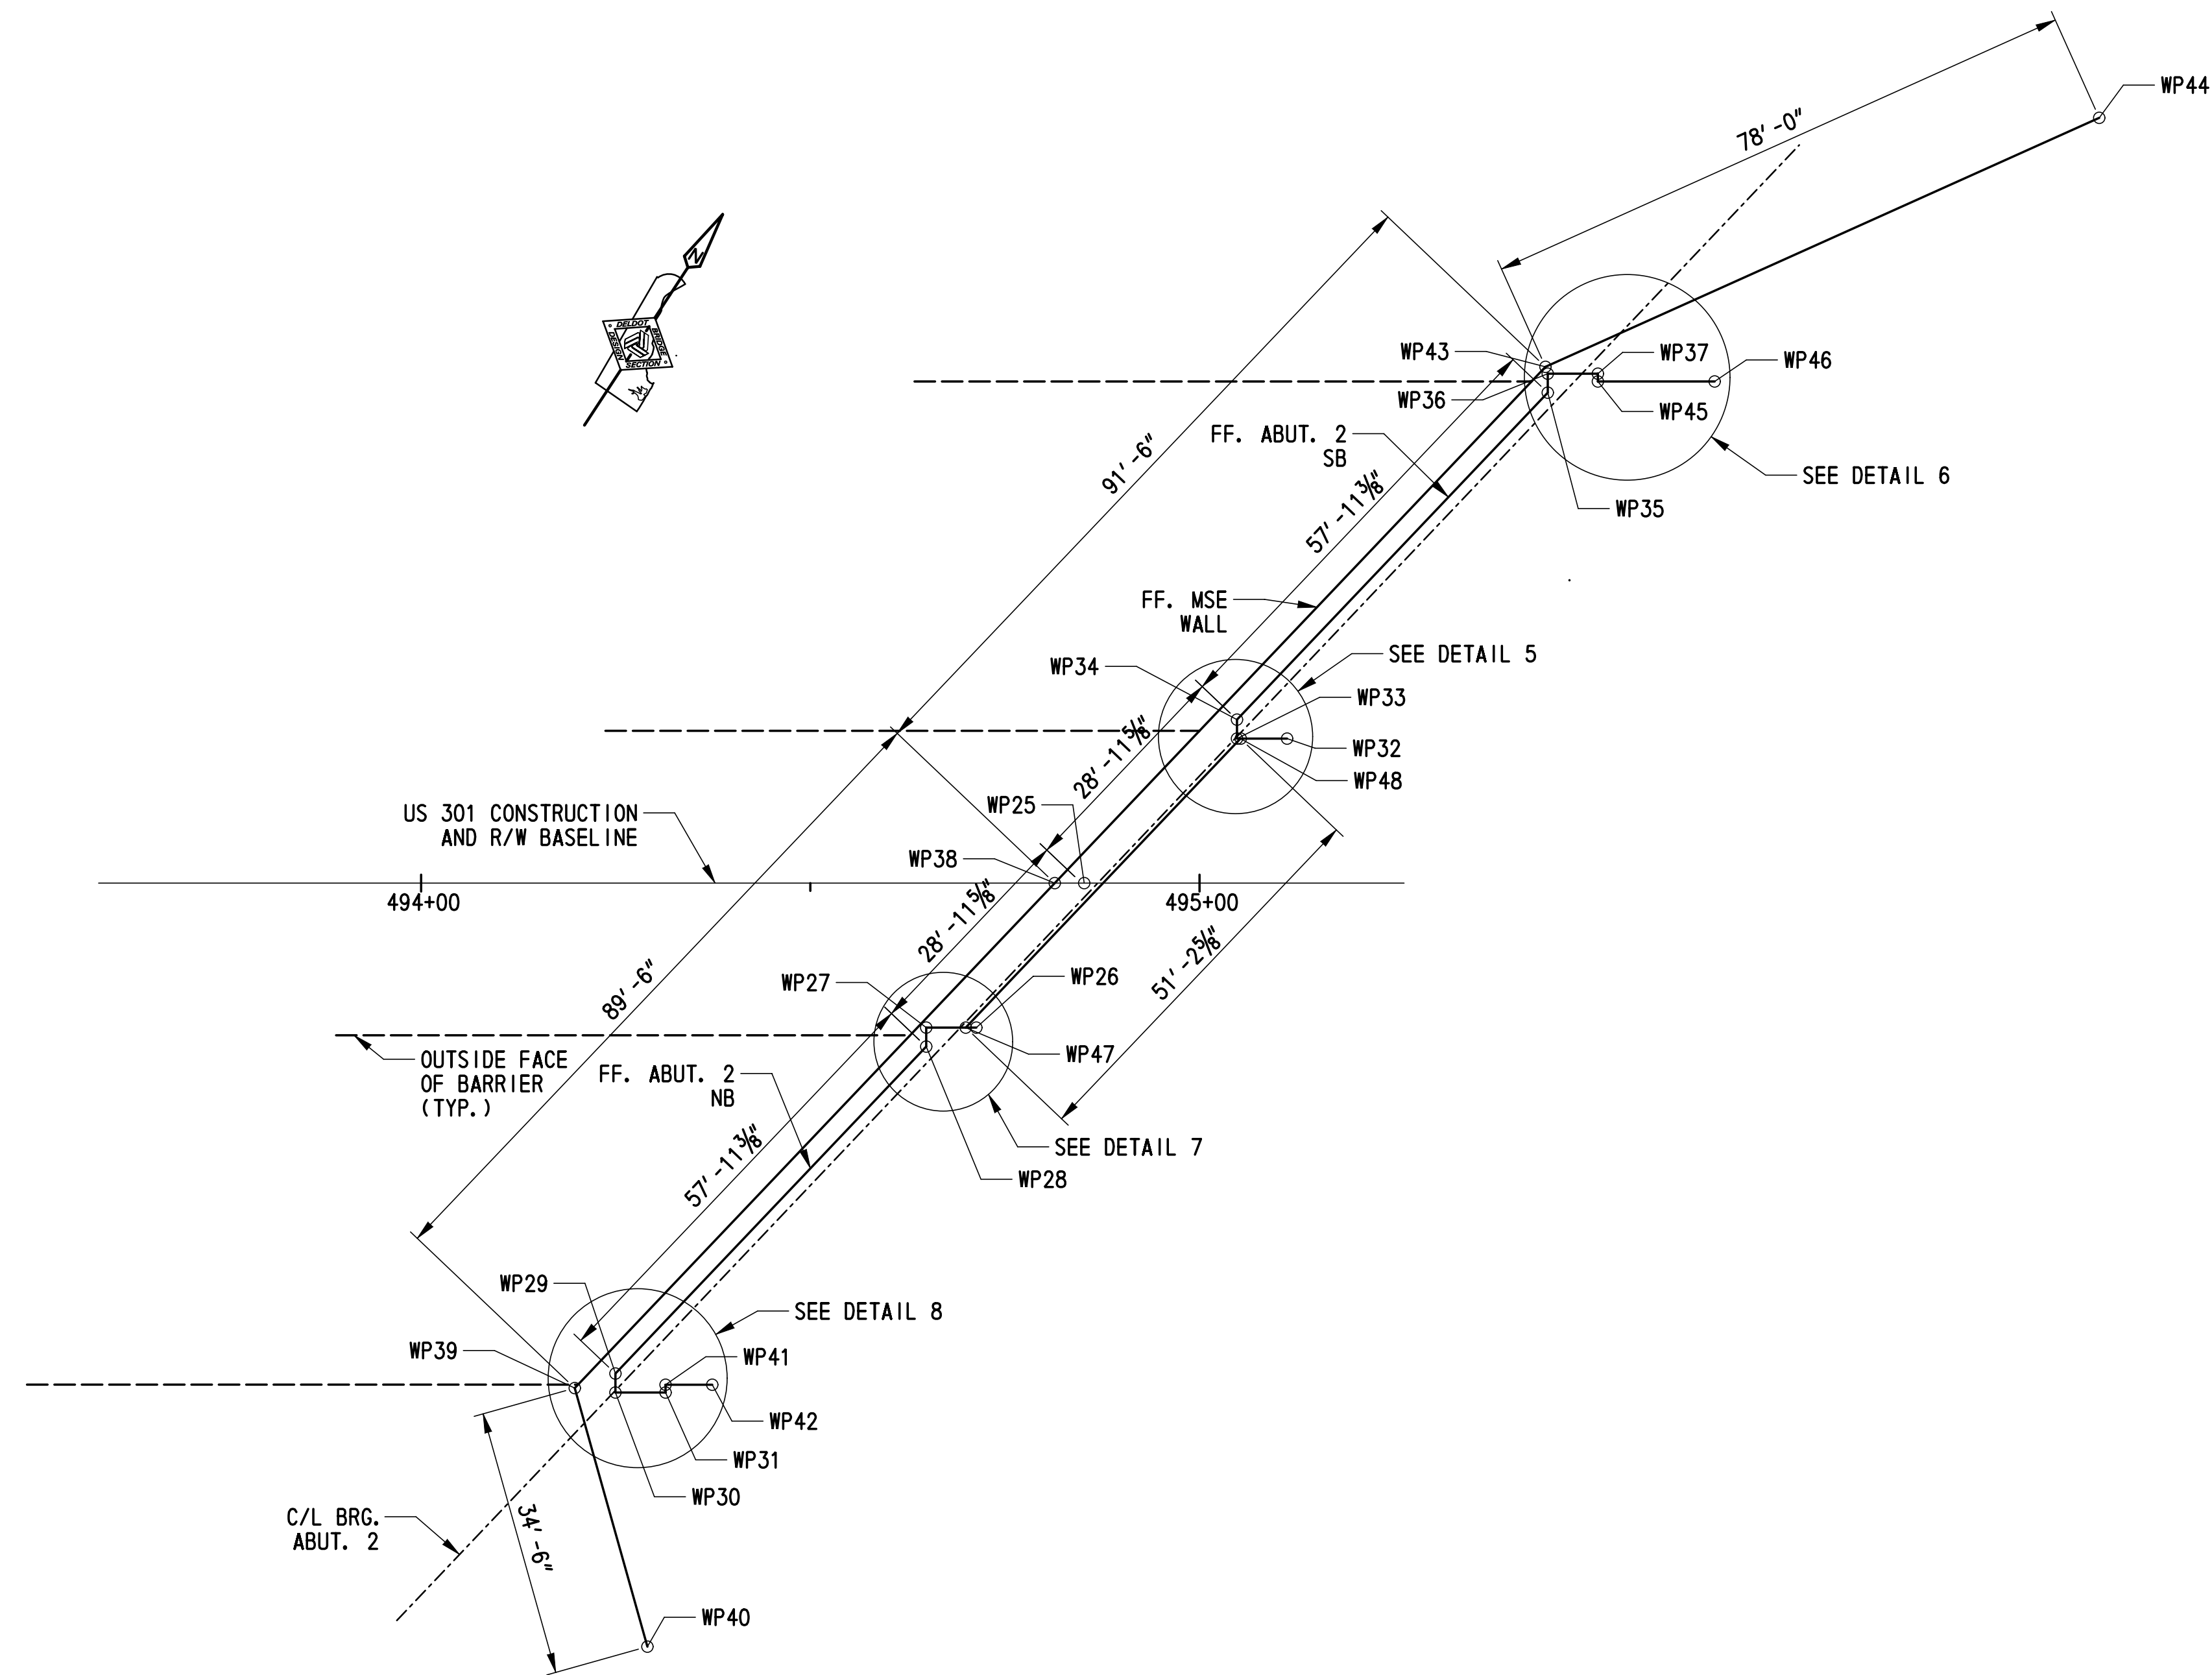 WP44
78'-0"
N
DELDOT
BRIDGE
DESIGN
SECTION
WP43
WP37
WP46
WP36
WP45
FF. ABUT. 2
SB
91'-6"
SEE DETAIL 6
57'-11⅜"
WP35
FF. MSE
WALL
SEE DETAIL 5
WP34
WP33
28'-11⅝"
WP32
WP48
WP25
US 301 CONSTRUCTION
AND R/W BASELINE
WP38
494+00
495+00
28'-11⅝"
51'-2⅝"
89'-6"
WP27
WP26
WP47
OUTSIDE FACE
OF BARRIER
(TYP.)
FF. ABUT. 2
NB
SEE DETAIL 7
57'-11⅜"
WP28
WP29
SEE DETAIL 8
WP39
WP41
WP42
WP31
WP30
C/L BRG.
ABUT. 2
34'-6"
WP40